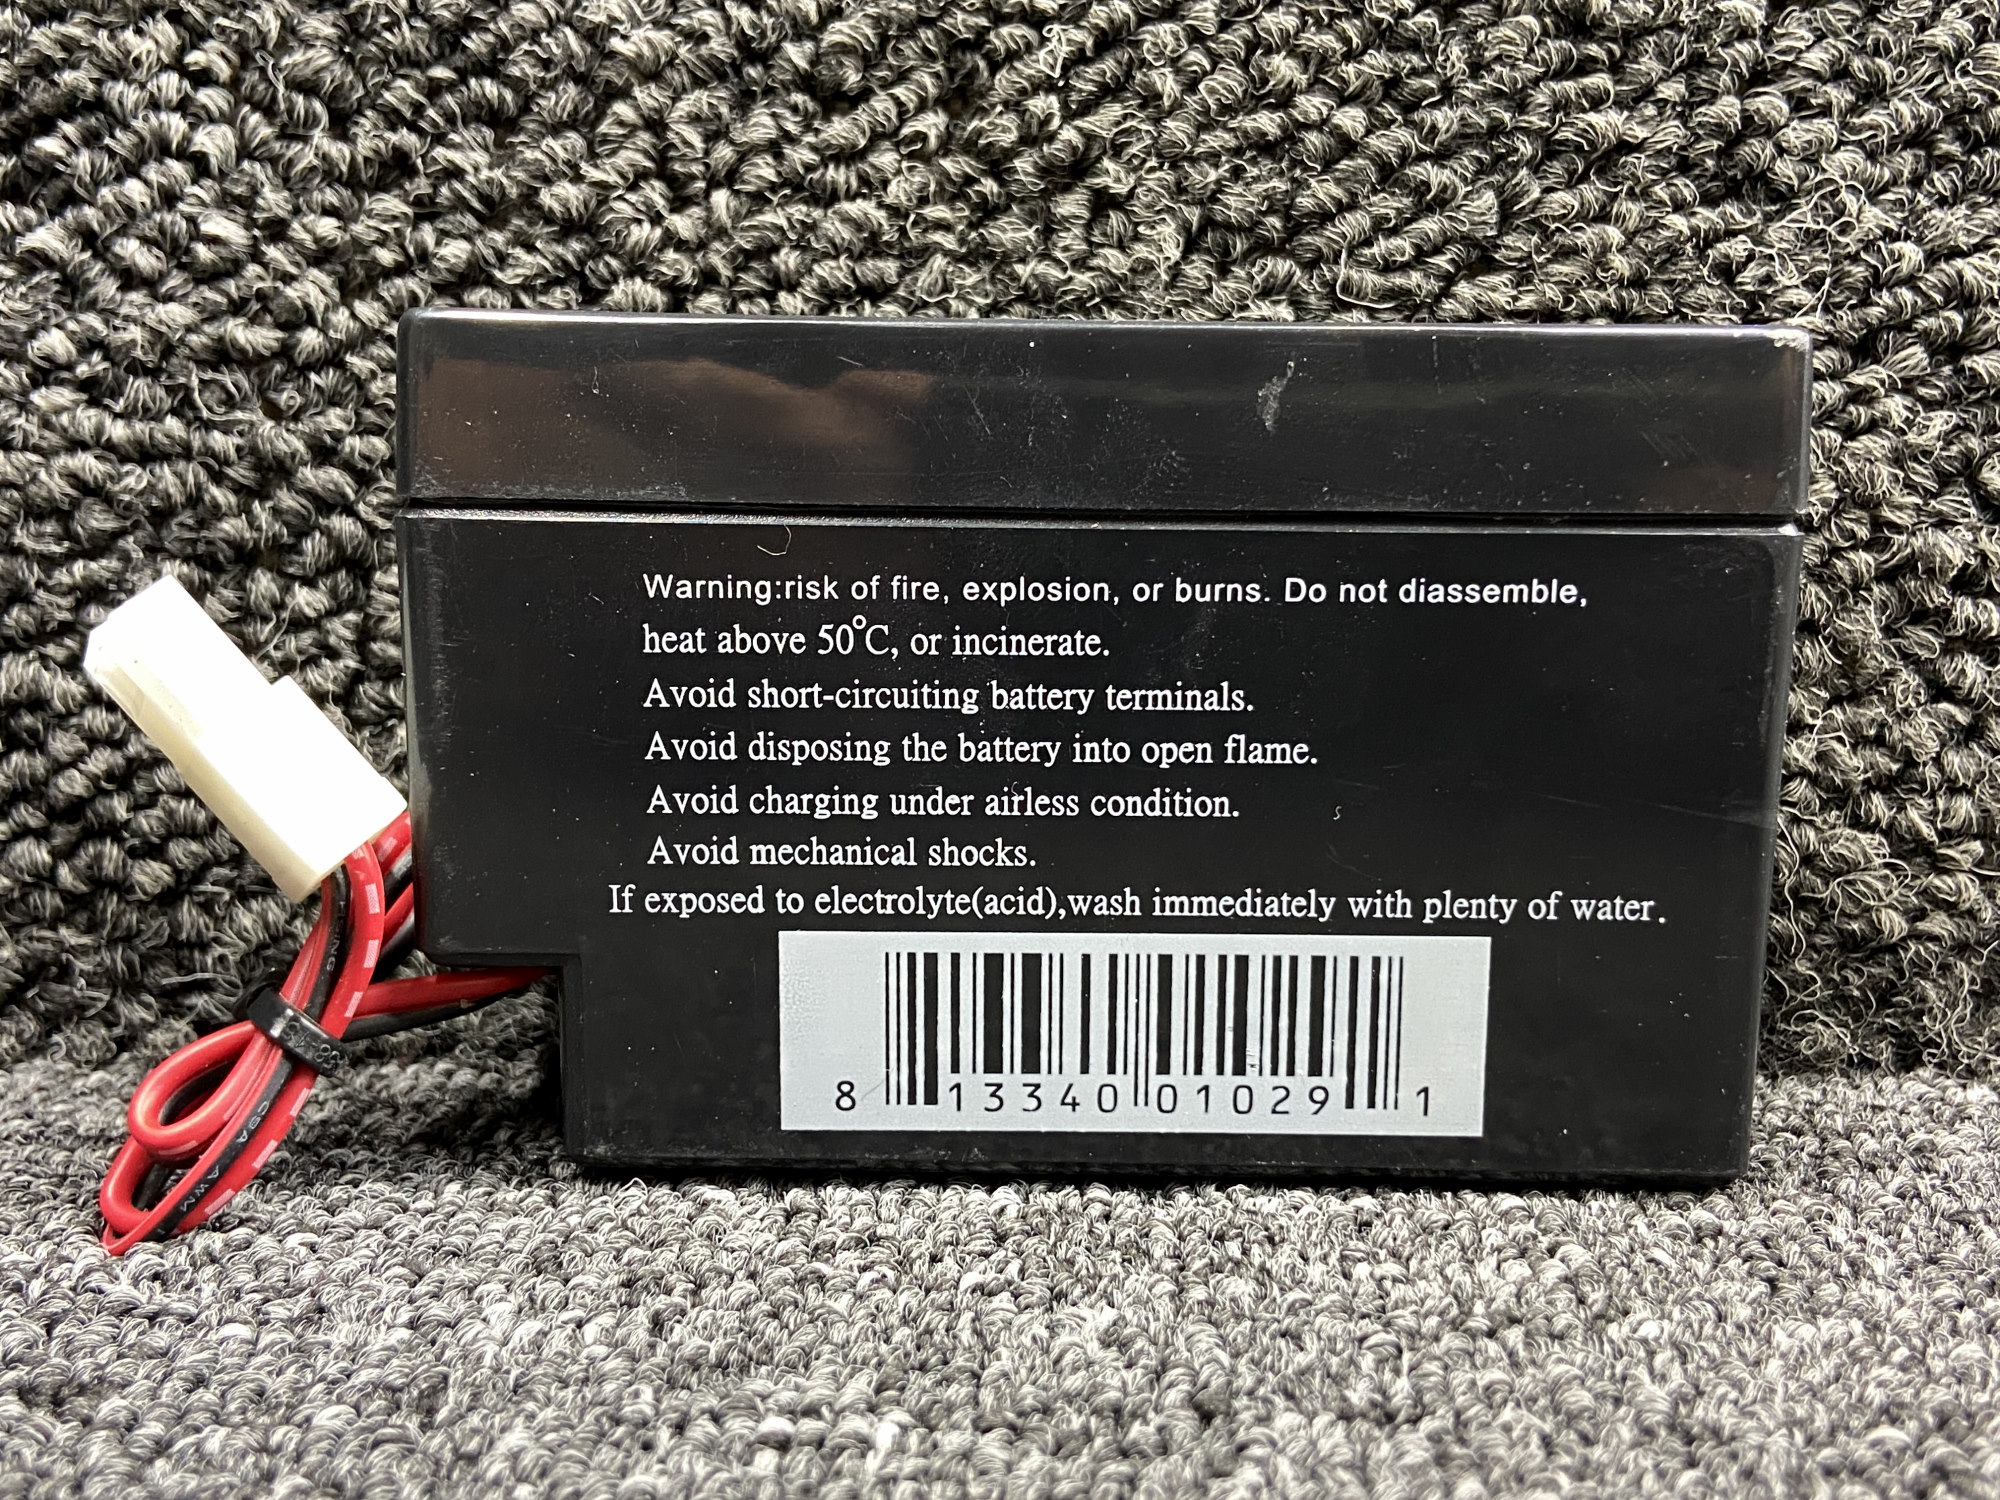 Warning:risk of fire, explosion, or burns. Do not diassemble,
heat above 50°C, or incinerate.
Avoid short-circuiting battery terminals.
Avoid disposing the battery into open flame.
Avoid charging under airless condition.
Avoid mechanical shocks.
If exposed to electrolyte(acid),wash immediately with plenty of water.
8 13340 01029 1
CSA AWM